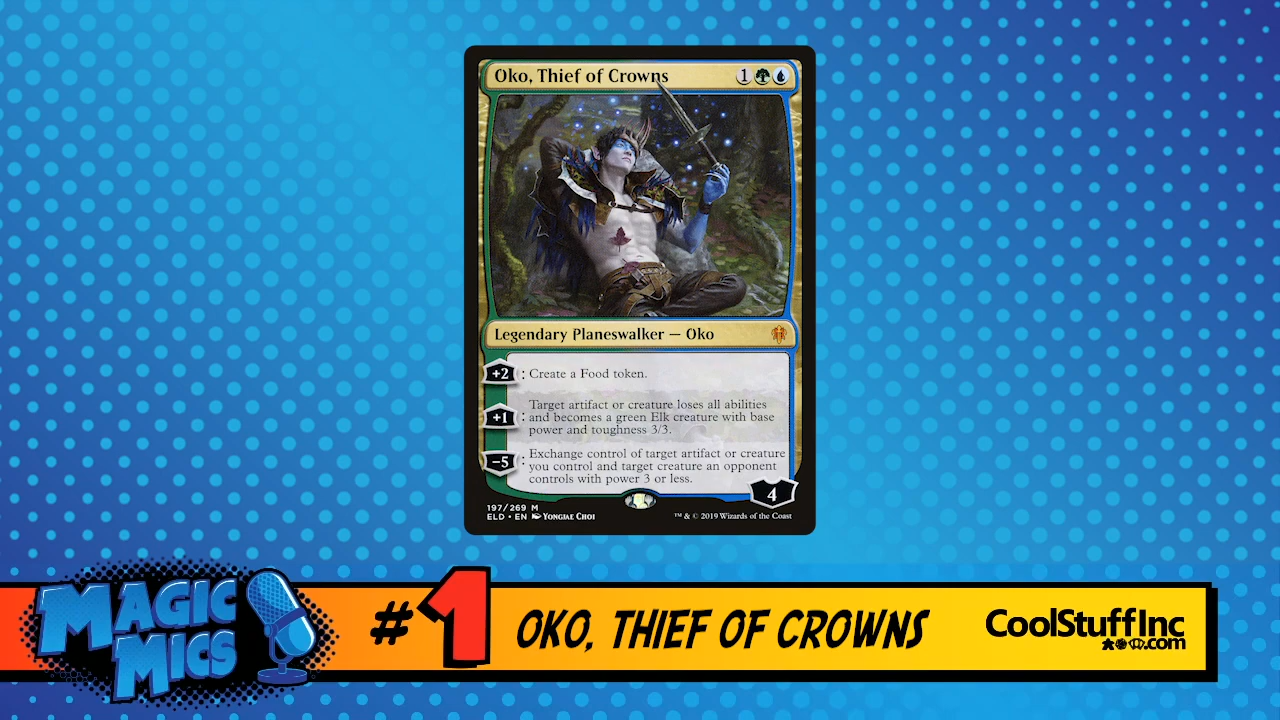 Oko, Thief of Crowns 1
Legendary Planeswalker — Oko
+2: Create a Food token.
+1: Target artifact or creature loses all abilities
and becomes a green Elk creature with base
power and toughness 3/3.
−5: Exchange control of target artifact or creature
you control and target creature an opponent
controls with power 3 or less.
4
197/269 M
ELD • EN Yongjae Choi
™ & © 2019 Wizards of the Coast
MAGIC
MICS
#1 OKO, THIEF OF CROWNS
CoolStuffInc
.com